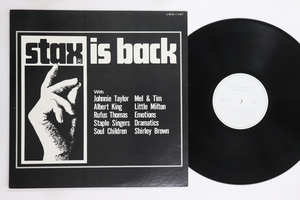 stax is back
With
Johnnie Taylor Mel & Tim
Albert King Little Milton
Rufus Thomas Emotions
Staple Singers Dramatics
Soul Children Shirley Brown